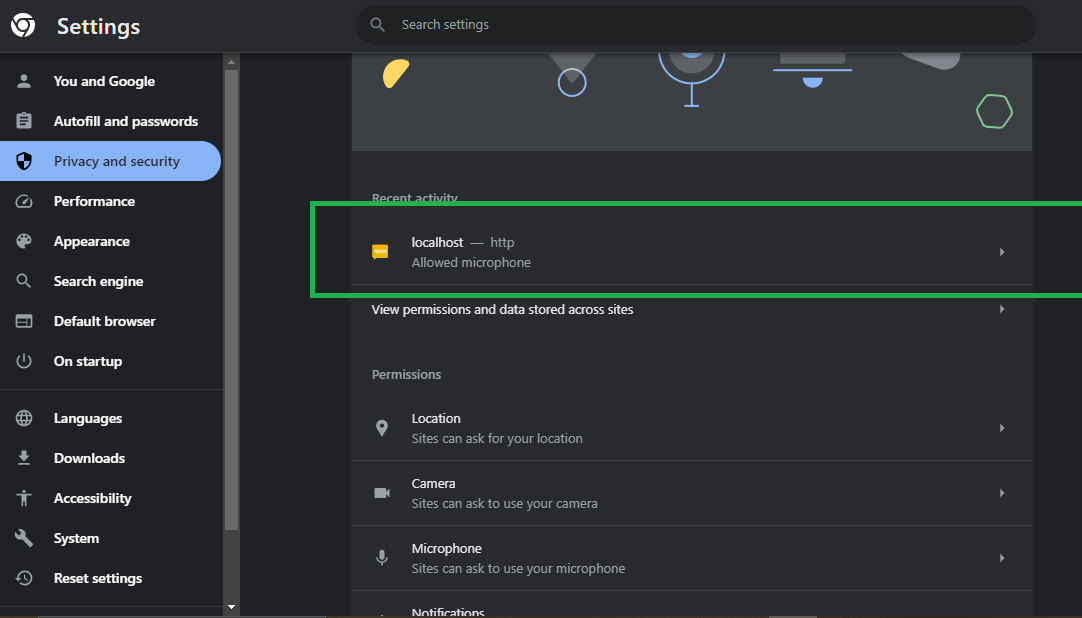 Settings
Search settings
You and Google
Autofill and passwords
Privacy and security
Performance
Appearance
Search engine
Default browser
On startup
Languages
Downloads
Accessibility
System
Reset settings
Recent activity
localhost — http
Allowed microphone
View permissions and data stored across sites
Permissions
Location
Sites can ask for your location
Camera
Sites can ask to use your camera
Microphone
Sites can ask to use your microphone
Notifications